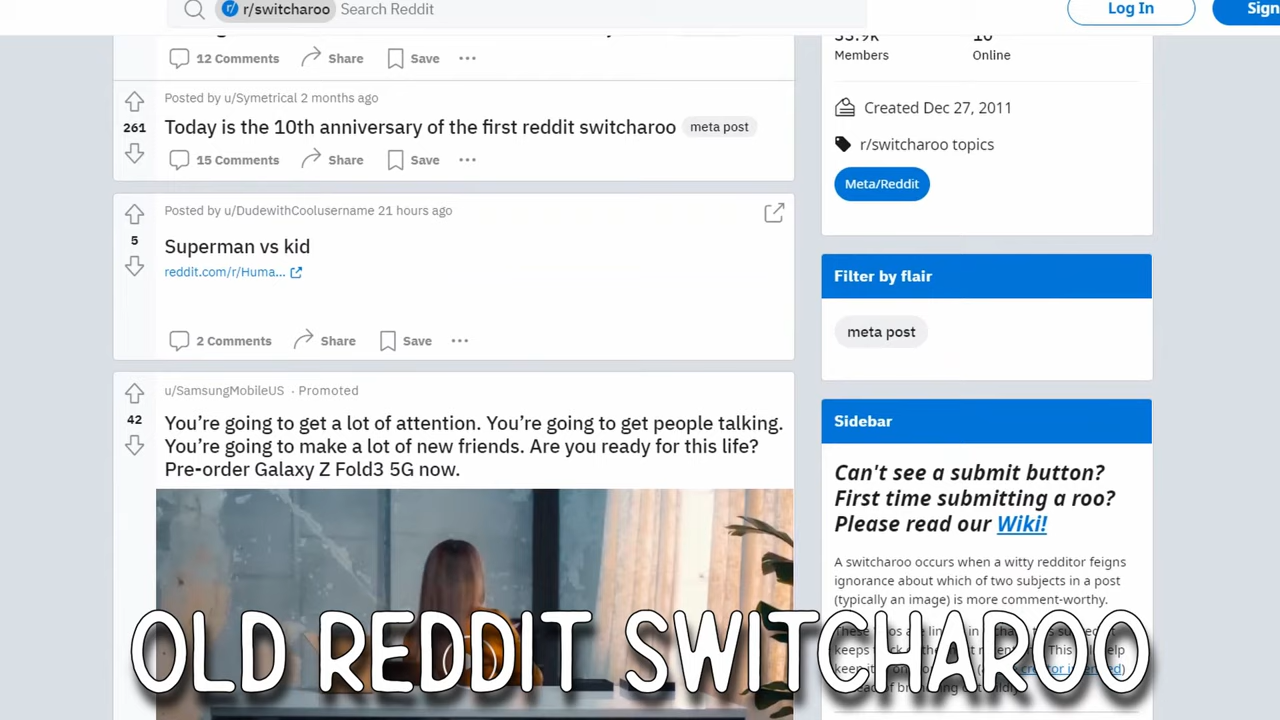 r/switcharoo Search Reddit
Log In
Sign
Members
Online
12 Comments Share Save
Posted by u/Symetrical 2 months ago
261
Today is the 10th anniversary of the first reddit switcharoo meta post
15 Comments Share Save
Posted by u/DudewithCoolusername 21 hours ago
5
Superman vs kid
reddit.com/r/Huma...
2 Comments Share Save
u/SamsungMobileUS · Promoted
42
You’re going to get a lot of attention. You’re going to get people talking.
You’re going to make a lot of new friends. Are you ready for this life?
Pre-order Galaxy Z Fold3 5G now.
Created Dec 27, 2011
r/switcharoo topics
Meta/Reddit
Filter by flair
meta post
Sidebar
Can't see a submit button?
First time submitting a roo?
Please read our Wiki!
A switcharoo occurs when a witty redditor feigns
ignorance about which of two subjects in a post
(typically an image) is more comment-worthy.
OLD REDDIT SWITCHAROO